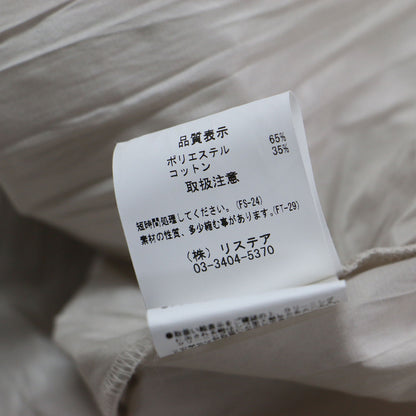 品質表示
ポリエステル 65%
コットン 35%
取扱注意
短時間処理してください。(FS-24)
素材の性質、多少縮む事があります。(FT-29)
(株) リステア
03-3404-5370